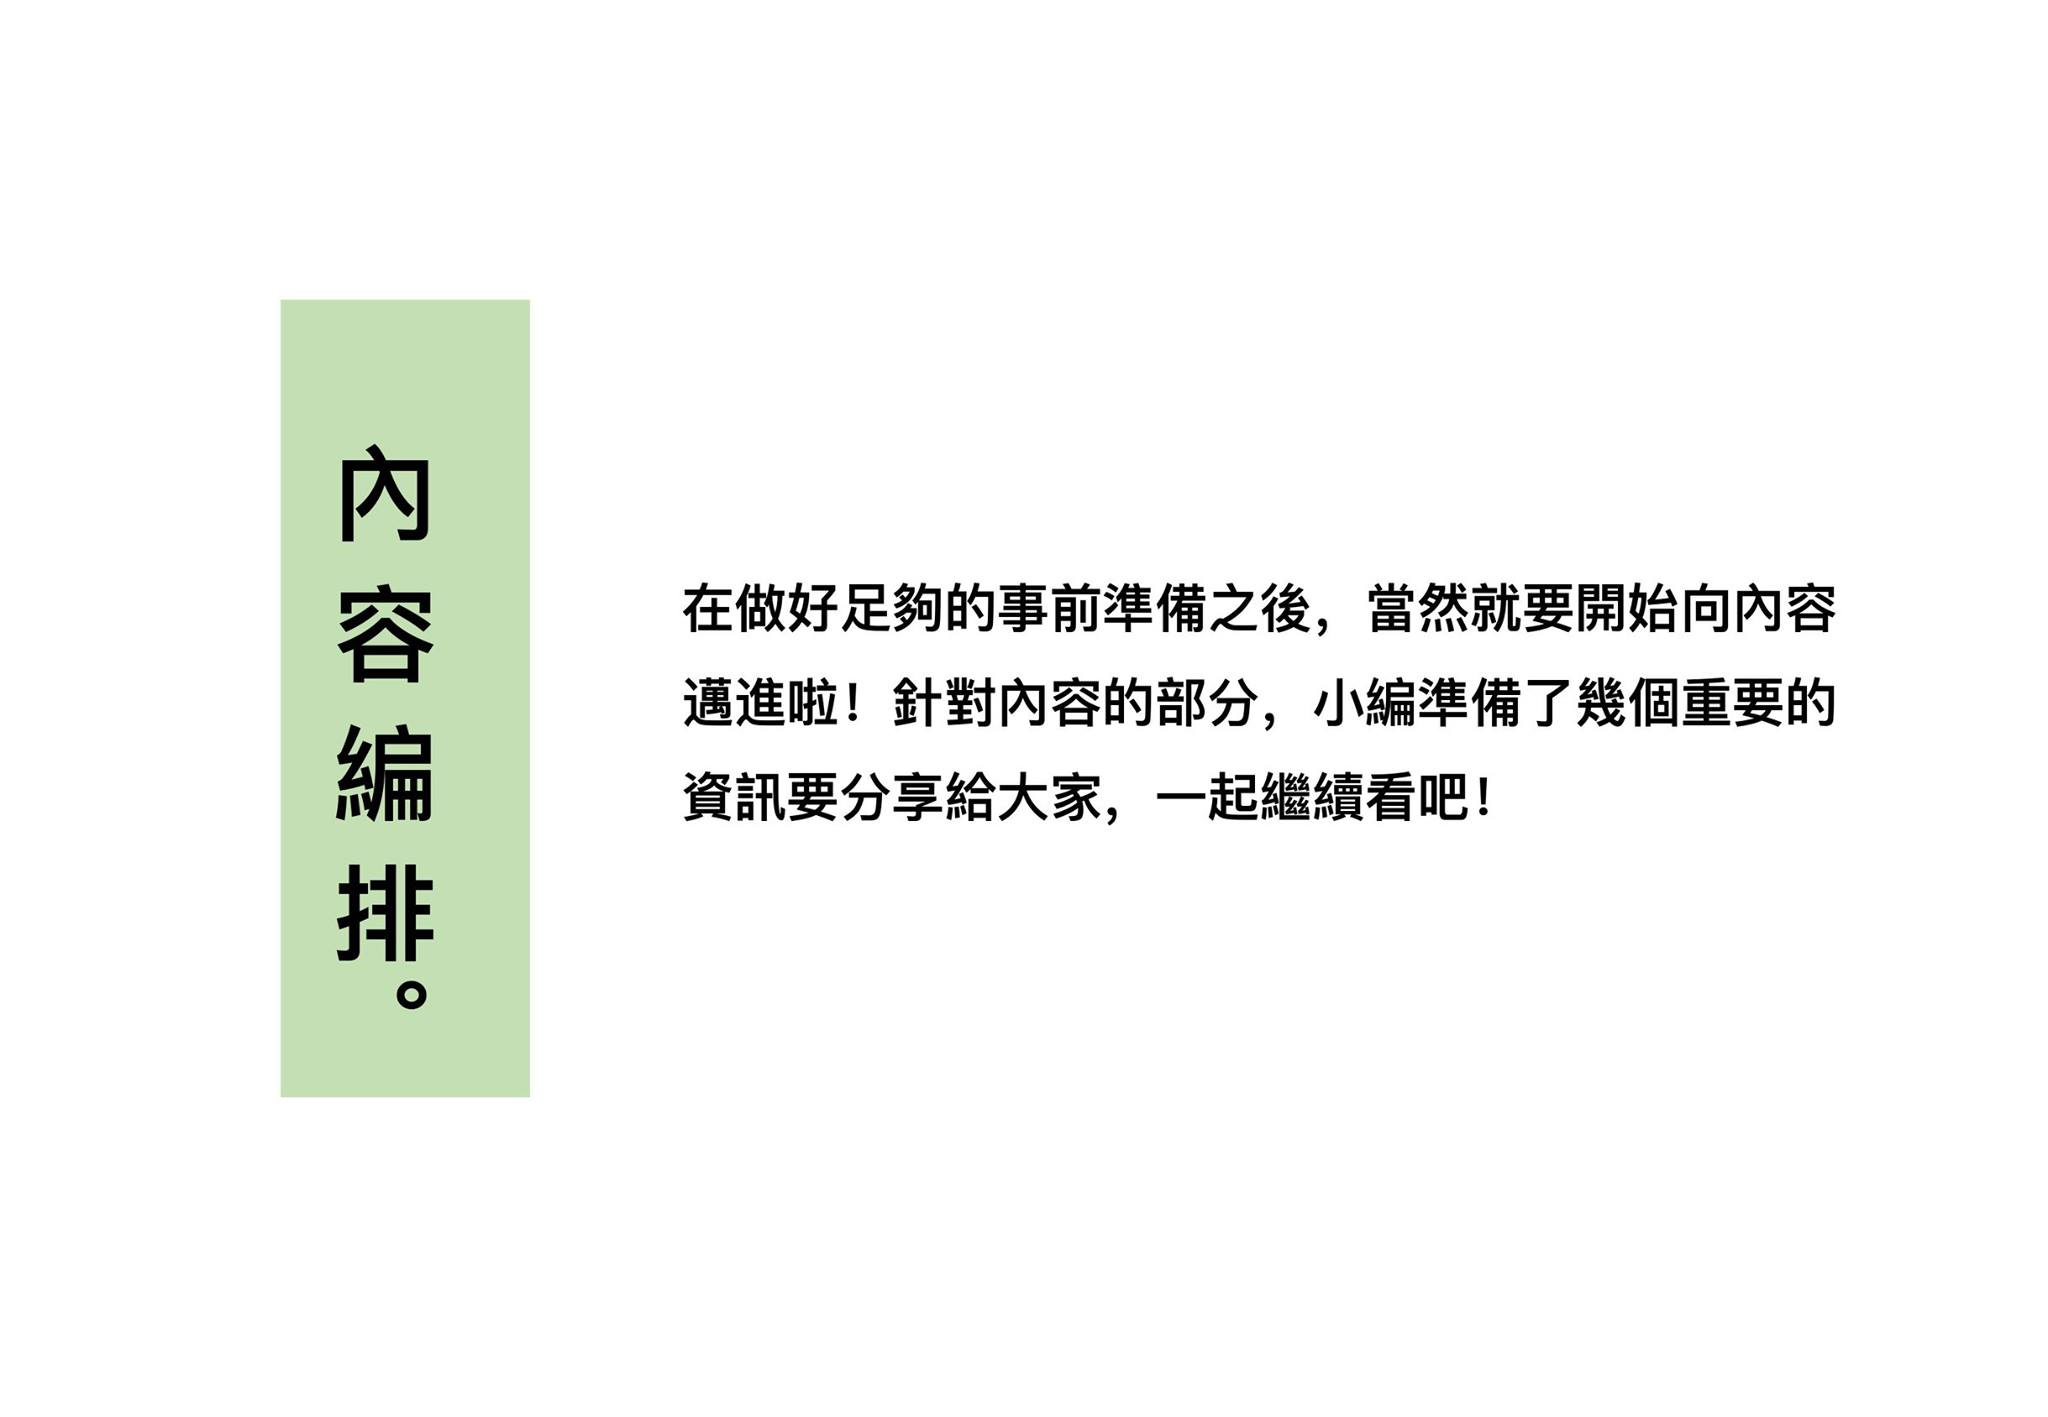 內容編排。
在做好足夠的事前準備之後，當然就要開始向內容
邁進啦！針對內容的部分，小編準備了幾個重要的
資訊要分享給大家，一起繼續看吧！